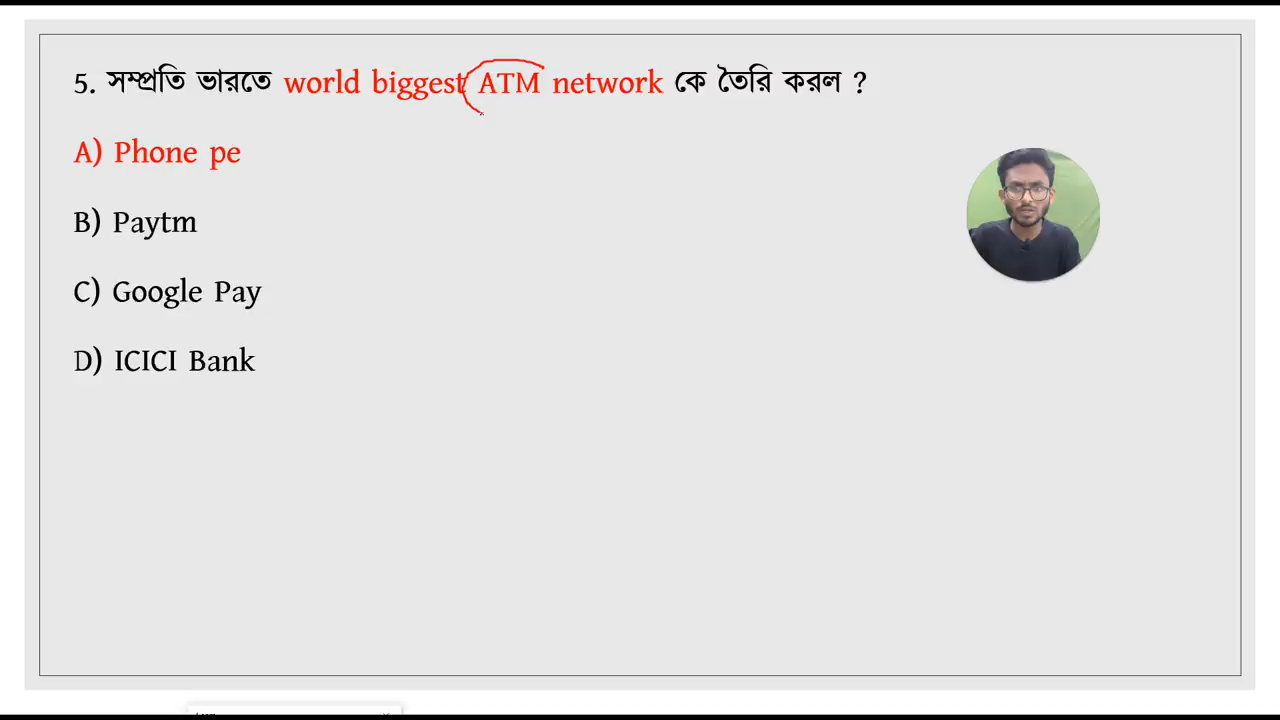 5. সম্প্রতি ভারতে world biggest ATM network কে তৈরি করল ?
A) Phone pe
B) Paytm
C) Google Pay
D) ICICI Bank